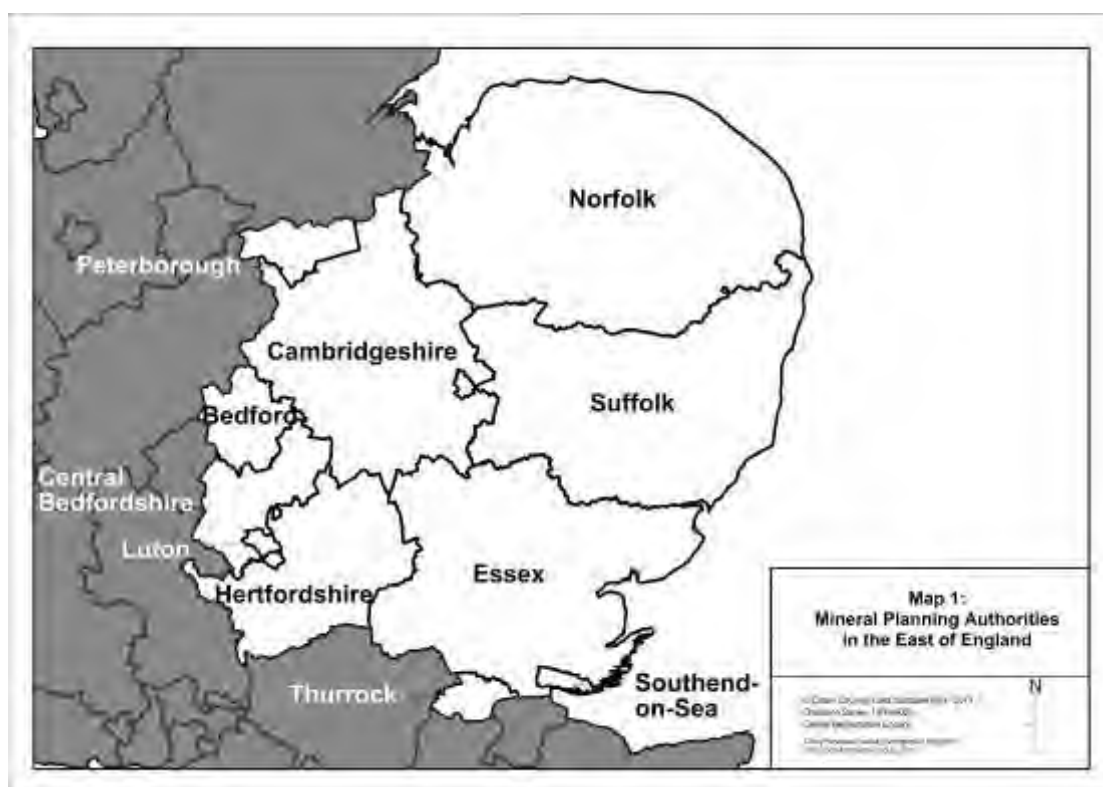 Norfolk
Peterborough
Cambridgeshire
Suffolk
Bedford
Central
Bedfordshire
Luton
Essex
Hertfordshire
Thurrock
Southend-
on-Sea
Map 1:
Mineral Planning Authorities
in the East of England
N